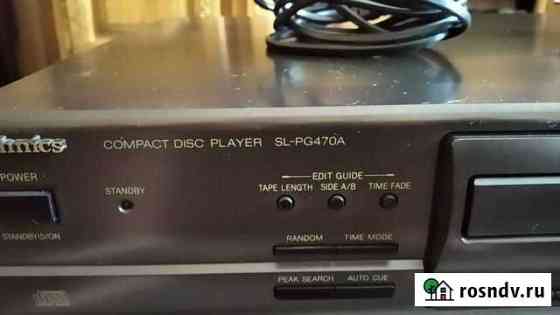 COMPACT DISC PLAYER SL-PG470A
POWER
STANDBY
EDIT GUIDE
TAPE LENGTH SIDE A/B TIME FADE
STANDBY/ON
RANDOM TIME MODE
PEAK SEARCH AUTO CUE
rosndv.ru